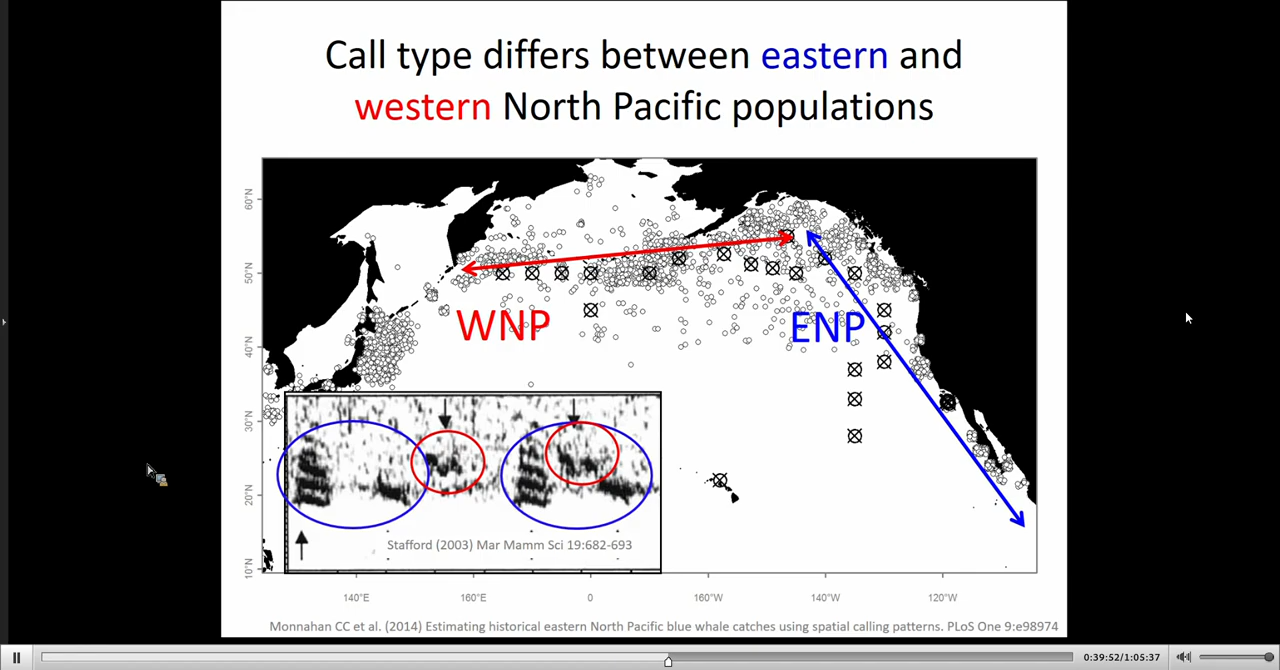 Call type differs between eastern and
western North Pacific populations
60°N
50°N
40°N
30°N
20°N
10°N
WNP
ENP
Stafford (2003) Mar Mamm Sci 19:682-693
140°E
160°E
0
160°W
140°W
120°W
Monnahan CC et al. (2014) Estimating historical eastern North Pacific blue whale catches using spatial calling patterns. PLoS One 9:e98974
0:39:52/1:05:37